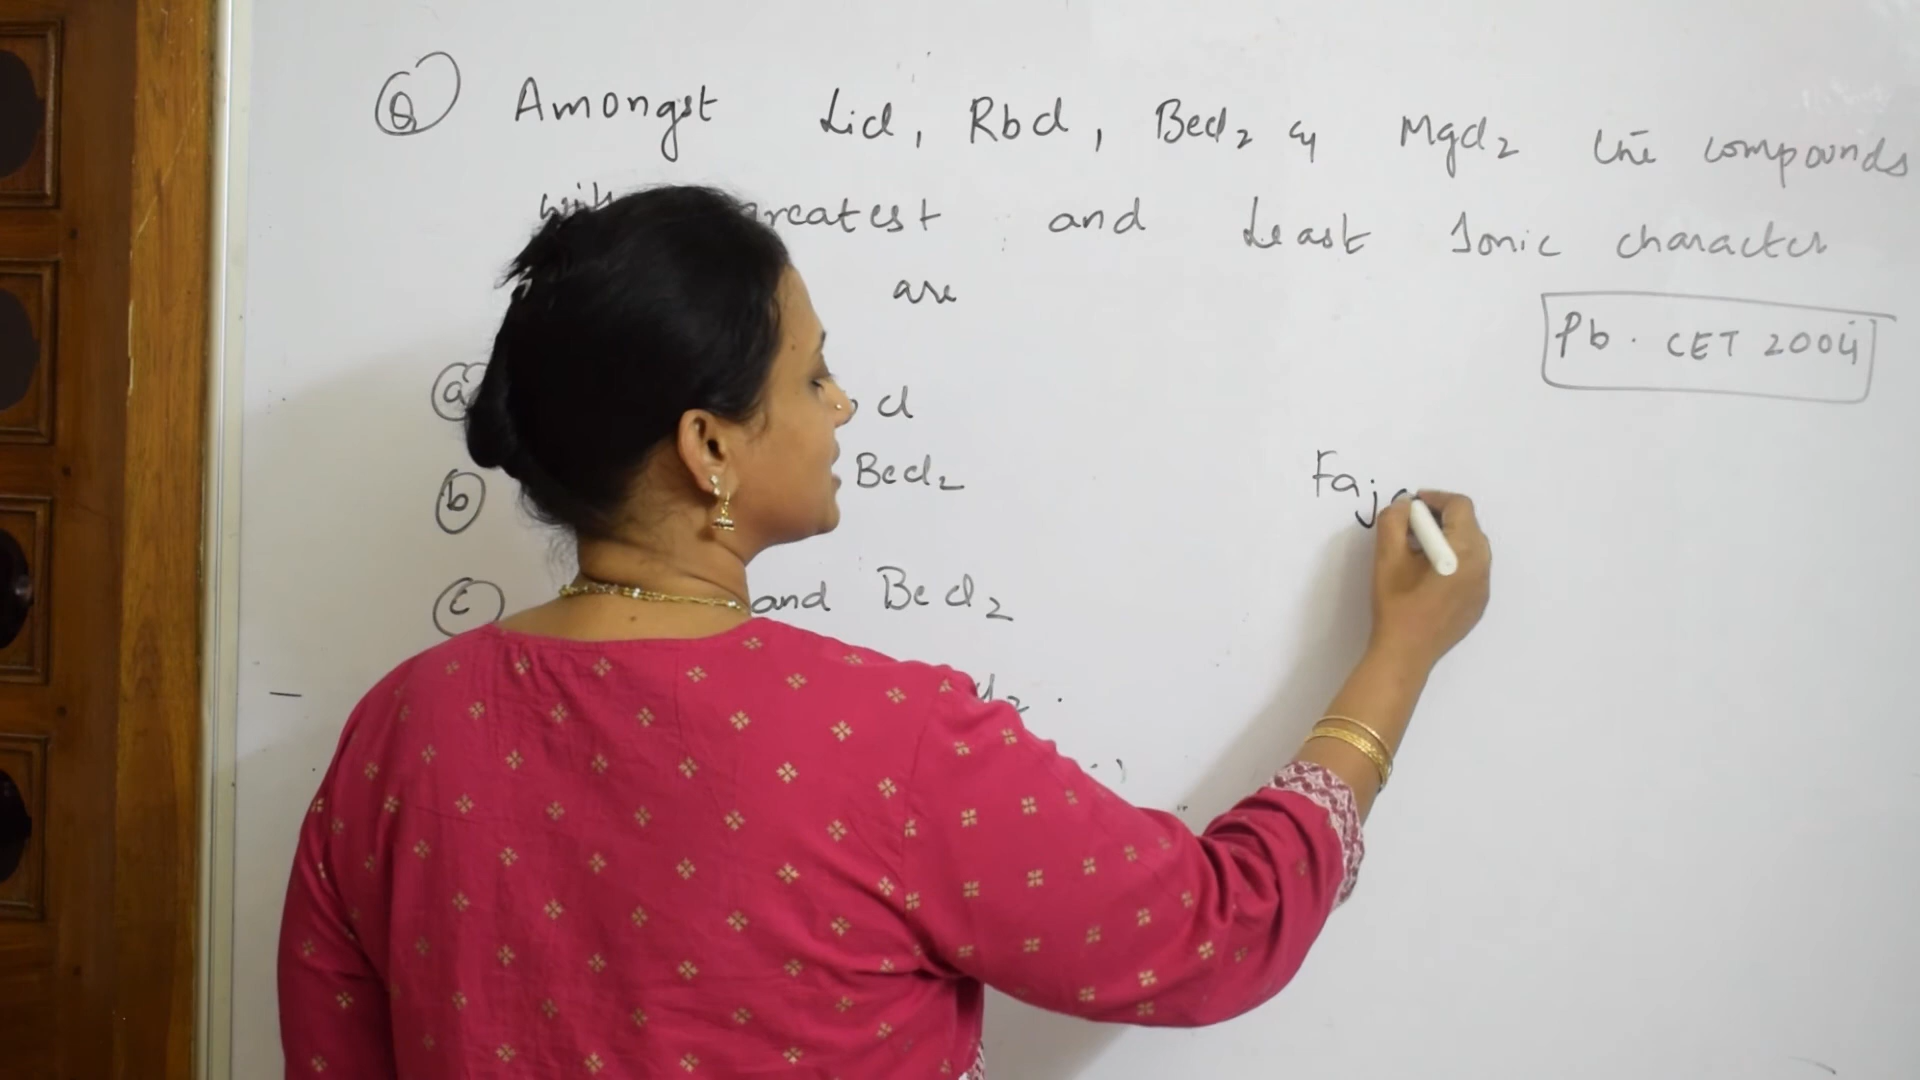 Q Amongst LiCl, RbCl, BeCl2 & MgCl2 the compounds
with greatest and Least Ionic character
are
Pb. CET 2004
a Cl
b BeCl2
Faj
c and BeCl2